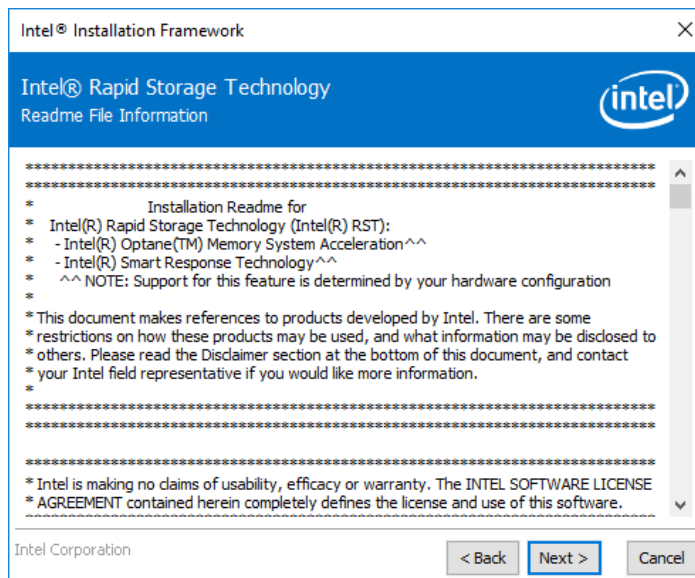 Intel® Installation Framework
Intel® Rapid Storage Technology
Readme File Information
intel
******************************************************************************
******************************************************************************
* Installation Readme for
* Intel(R) Rapid Storage Technology (Intel(R) RST):
* - Intel(R) Optane(TM) Memory System Acceleration^^
* - Intel(R) Smart Response Technology^^
* ^^ NOTE: Support for this feature is determined by your hardware configuration
*
* This document makes references to products developed by Intel. There are some
* restrictions on how these products may be used, and what information may be disclosed to
* others. Please read the Disclaimer section at the bottom of this document, and contact
* your Intel field representative if you would like more information.
*
******************************************************************************
******************************************************************************
******************************************************************************
* Intel is making no claims of usability, efficacy or warranty. The INTEL SOFTWARE LICENSE
* AGREEMENT contained herein completely defines the license and use of this software.
******************************************************************************
Intel Corporation
< Back Next > Cancel